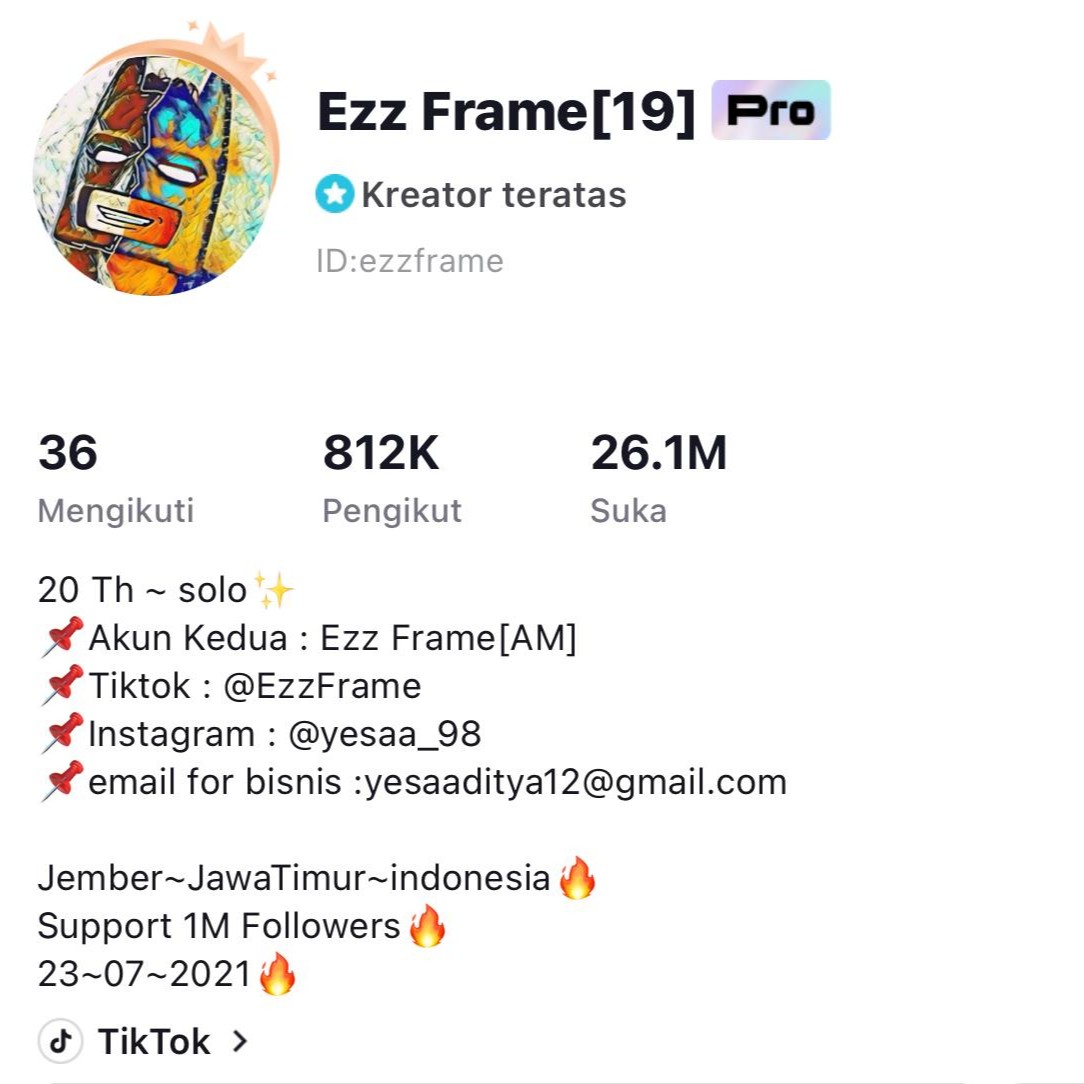 Ezz Frame[19] Pro
Kreator teratas
ID:ezzframe
36 812K 26.1M
Mengikuti Pengikut Suka
20 Th ~ solo✨
📌Akun Kedua : Ezz Frame[AM]
📌Tiktok : @EzzFrame
📌Instagram : @yesaa_98
📌email for bisnis :yesaaditya12@gmail.com
Jember~JawaTimur~indonesia🔥
Support 1M Followers🔥
23~07~2021🔥
TikTok >